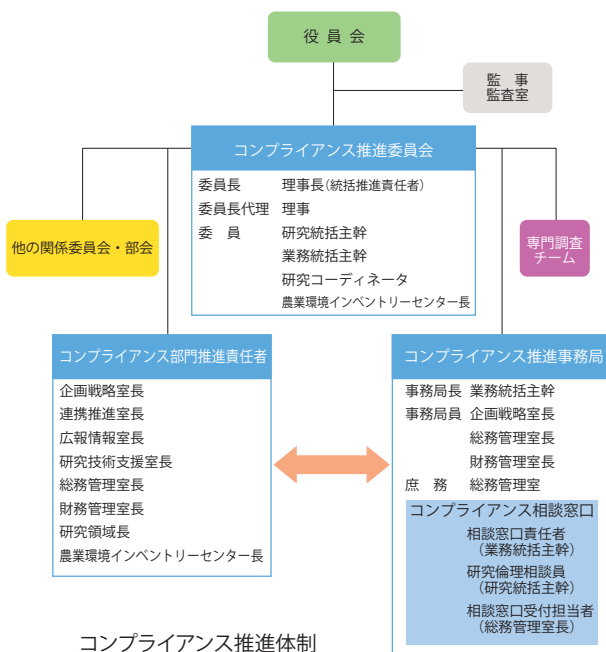 役 員 会
監　事
監査室
コンプライアンス推進委員会
委員長　理事長(統括推進責任者)
委員長代理　理事
委　員　研究統括主幹
業務統括主幹
研究コーディネータ
農業環境インベントリーセンター長
他の関係委員会・部会
専門調査
チーム
コンプライアンス部門推進責任者
企画戦略室長
連携推進室長
広報情報室長
研究技術支援室長
総務管理室長
財務管理室長
研究領域長
農業環境インベントリーセンター長
コンプライアンス推進事務局
事務局長　業務統括主幹
事務局員　企画戦略室長
総務管理室長
財務管理室長
庶　務　総務管理室
コンプライアンス相談窓口
相談窓口責任者
(業務統括主幹)
研究倫理相談員
(研究統括主幹)
相談窓口受付担当者
(総務管理室長)
コンプライアンス推進体制